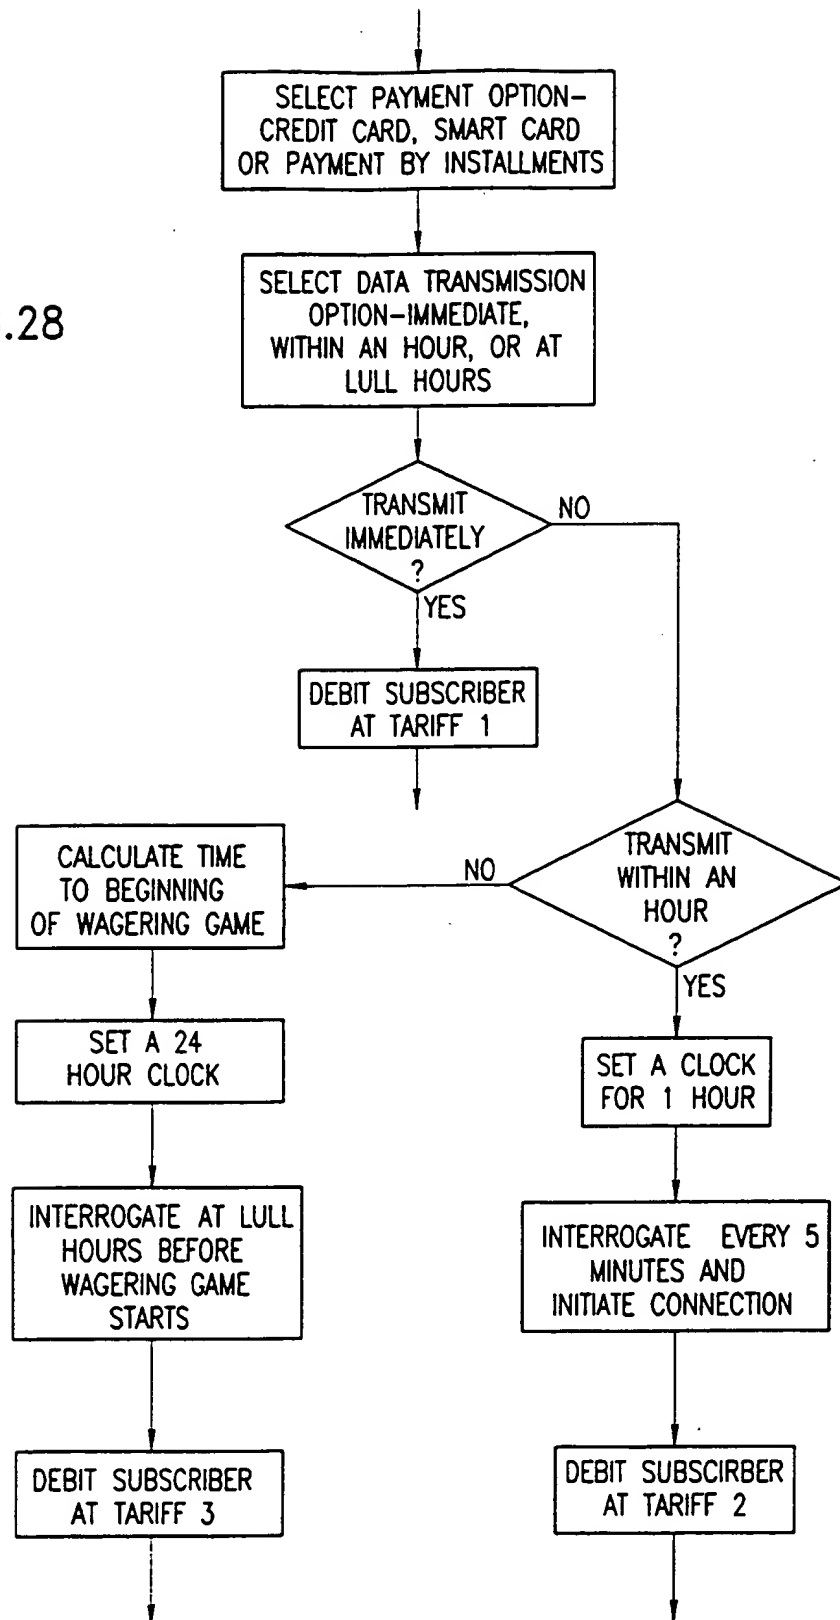 SELECT PAYMENT OPTION-
CREDIT CARD, SMART CARD
OR PAYMENT BY INSTALLMENTS
SELECT DATA TRANSMISSION
OPTION-IMMEDIATE,
WITHIN AN HOUR, OR AT
LULL HOURS
.28
TRANSMIT
IMMEDIATELY
?
NO
YES
DEBIT SUBSCRIBER
AT TARIFF 1
TRANSMIT
WITHIN AN
HOUR
?
NO
YES
CALCULATE TIME
TO BEGINNING
OF WAGERING GAME
SET A 24
HOUR CLOCK
INTERROGATE AT LULL
HOURS BEFORE
WAGERING GAME
STARTS
DEBIT SUBSCRIBER
AT TARIFF 3
SET A CLOCK
FOR 1 HOUR
INTERROGATE EVERY 5
MINUTES AND
INITIATE CONNECTION
DEBIT SUBSCIRBER
AT TARIFF 2